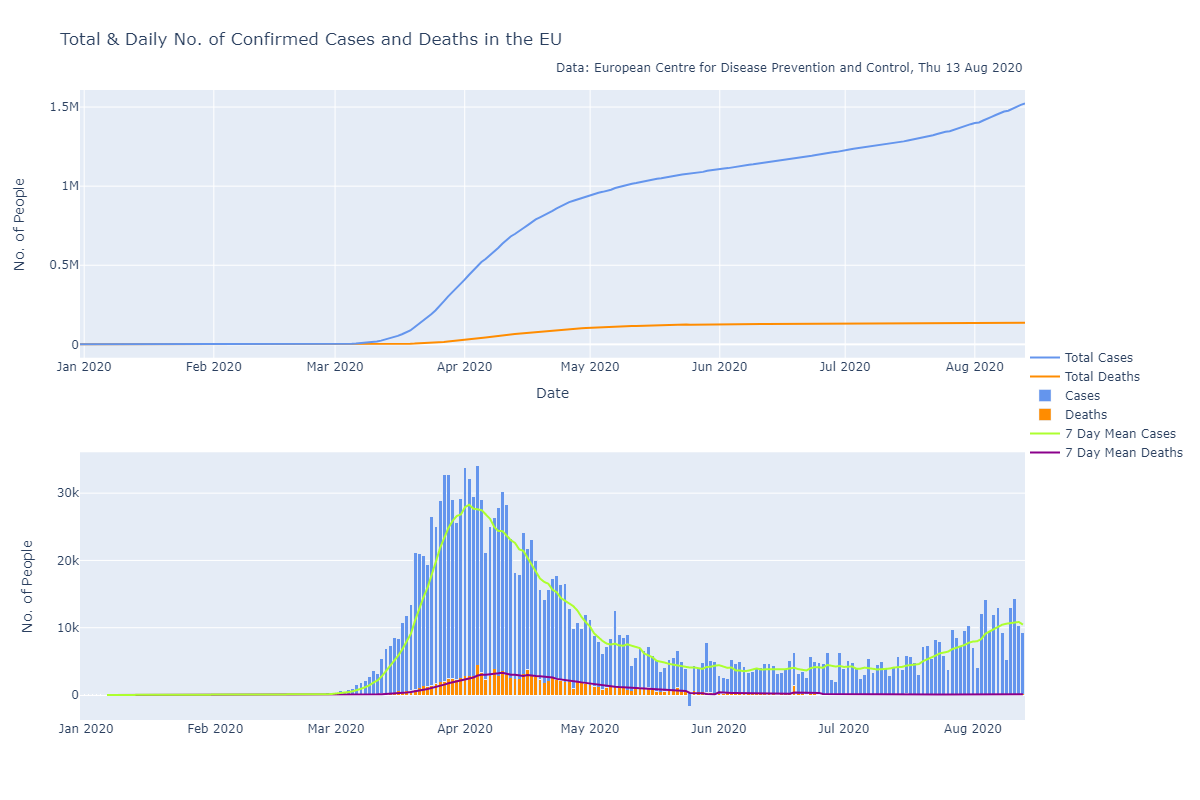 Total & Daily No. of Confirmed Cases and Deaths in the EU
Data: European Centre for Disease Prevention and Control, Thu 13 Aug 2020
No. of People
1.5M
1M
0.5M
0
Jan 2020 Feb 2020 Mar 2020 Apr 2020 May 2020 Jun 2020 Jul 2020 Aug 2020
Date
Total Cases
Total Deaths
Cases
Deaths
7 Day Mean Cases
7 Day Mean Deaths
No. of People
30k
20k
10k
0
Jan 2020 Feb 2020 Mar 2020 Apr 2020 May 2020 Jun 2020 Jul 2020 Aug 2020